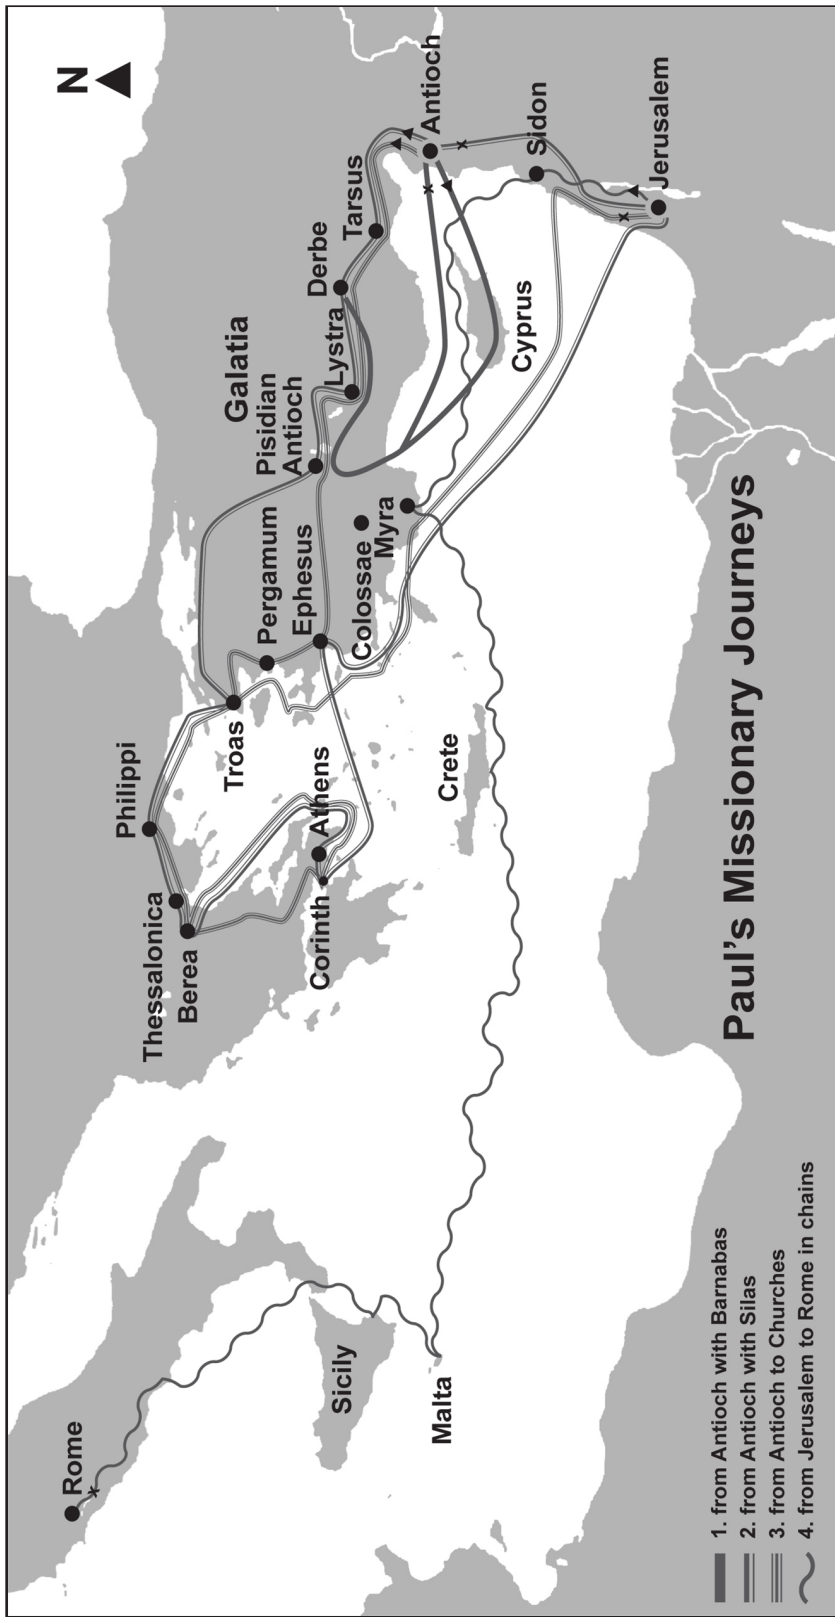 N
Rome
Sicily
Malta
Thessalonica
Berea
Philippi
Corinth
Athens
Troas
Crete
Pergamum
Ephesus
Colossae
Myra
Galatia
Pisidian
Antioch
Lystra
Derbe
Tarsus
Cyprus
Antioch
Sidon
Jerusalem
Paul's Missionary Journeys
1. from Antioch with Barnabas
2. from Antioch with Silas
3. from Antioch to Churches
4. from Jerusalem to Rome in chains